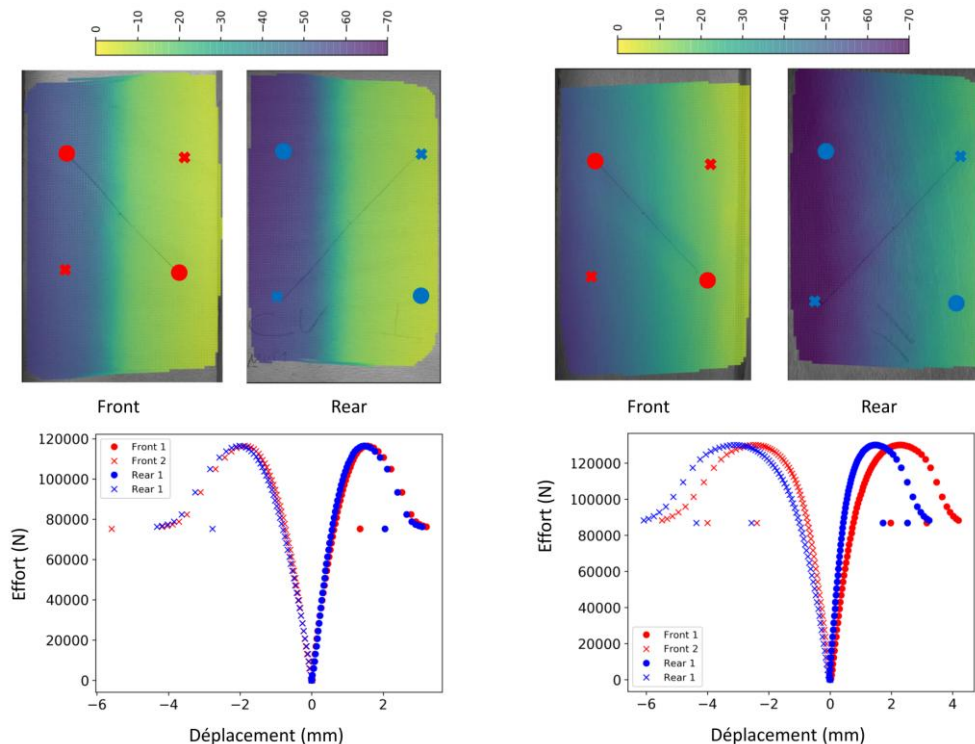 0 −10 −20 −30 −40 −50 −60 −70
0 −10 −20 −30 −40 −50 −60 −70
Front Rear
Front Rear
120000
100000
80000
60000
40000
20000
0
Effort (N)
Front 1
Front 2
Rear 1
Rear 1
−6 −4 −2 0 2
Déplacement (mm)
120000
100000
80000
60000
40000
20000
0
Effort (N)
Front 1
Front 2
Rear 1
Rear 1
−6 −4 −2 0 2 4
Déplacement (mm)